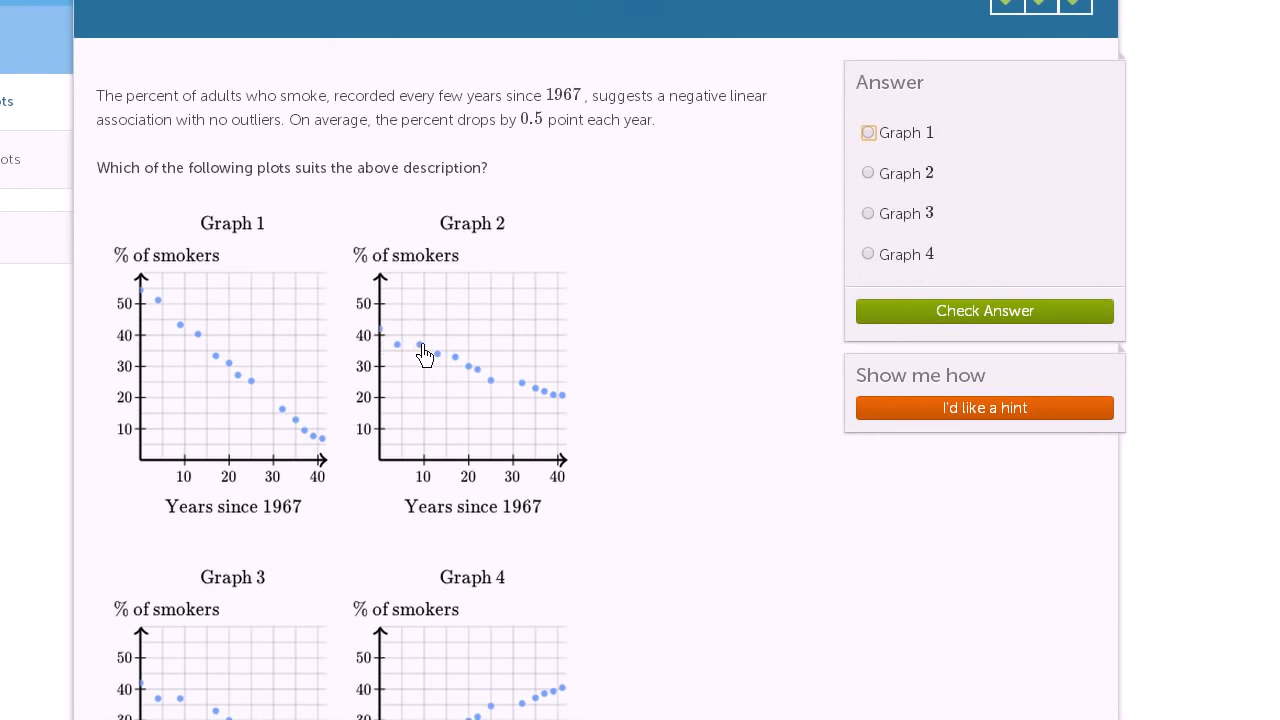 ots
ots
The percent of adults who smoke, recorded every few years since 1967, suggests a negative linear
association with no outliers. On average, the percent drops by 0.5 point each year.
Which of the following plots suits the above description?
Graph 1
% of smokers
50
40
30
20
10
10 20 30 40
Years since 1967
Graph 2
% of smokers
50
40
30
20
10
10 20 30 40
Years since 1967
Graph 3
% of smokers
50
40
30
Graph 4
% of smokers
50
40
30
Answer
Graph 1
Graph 2
Graph 3
Graph 4
Check Answer
Show me how
I'd like a hint